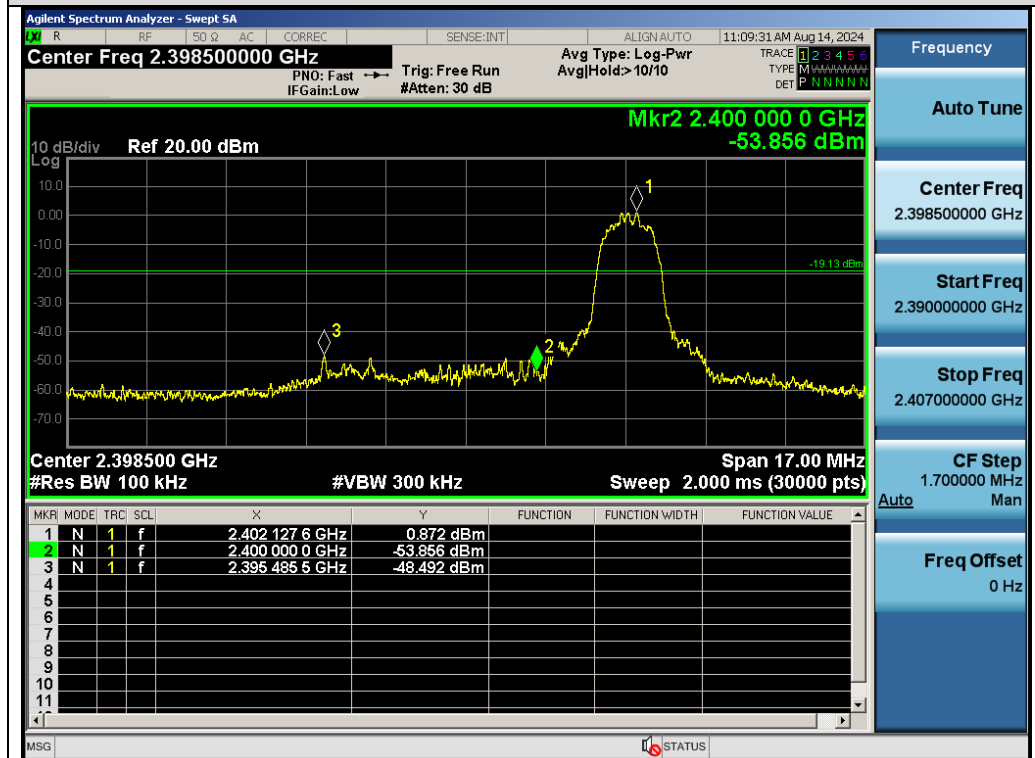 Agilent Spectrum Analyzer - Swept SA
LXI R RF 50 Ω AC CORREC SENSE:INT ALIGN AUTO 11:09:31 AM Aug 14, 2024
Center Freq 2.398500000 GHz
PNO: Fast
IFGain:Low
Trig: Free Run
#Atten: 30 dB
Avg Type: Log-Pwr
Avg|Hold:>10/10
TRACE 1 2 3 4 5 6
TYPE M WWWWW
DET P N N N N N
Mkr2 2.400 000 0 GHz
-53.856 dBm
10 dB/div Ref 20.00 dBm
Log
10.0
0.00
-10.0
-20.0
-30.0
-40.0
-50.0
-60.0
-70.0
1
-19.13 dBm
3
2
Center 2.398500 GHz Span 17.00 MHz
#Res BW 100 kHz #VBW 300 kHz Sweep 2.000 ms (30000 pts)
MKR MODE TRC SCL X Y FUNCTION FUNCTION WIDTH FUNCTION VALUE
1 N 1 f 2.402 127 6 GHz 0.872 dBm
2 N 1 f 2.400 000 0 GHz -53.856 dBm
3 N 1 f 2.395 485 5 GHz -48.492 dBm
4
5
6
7
8
9
10
11
MSG STATUS
Frequency
Auto Tune
Center Freq
2.398500000 GHz
Start Freq
2.390000000 GHz
Stop Freq
2.407000000 GHz
CF Step
1.700000 MHz
Auto Man
Freq Offset
0 Hz